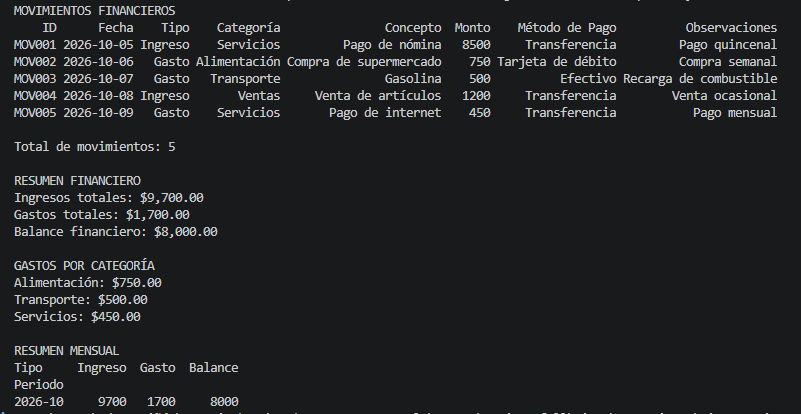 MOVIMIENTOS FINANCIEROS
ID Fecha Tipo Categoría Concepto Monto Método de Pago Observaciones
MOV001 2026-10-05 Ingreso Servicios Pago de nómina 8500 Transferencia Pago quincenal
MOV002 2026-10-06 Gasto Alimentación Compra de supermercado 750 Tarjeta de débito Compra semanal
MOV003 2026-10-07 Gasto Transporte Gasolina 500 Efectivo Recarga de combustible
MOV004 2026-10-08 Ingreso Ventas Venta de artículos 1200 Transferencia Venta ocasional
MOV005 2026-10-09 Gasto Servicios Pago de internet 450 Transferencia Pago mensual
Total de movimientos: 5
RESUMEN FINANCIERO
Ingresos totales: $9,700.00
Gastos totales: $1,700.00
Balance financiero: $8,000.00
GASTOS POR CATEGORÍA
Alimentación: $750.00
Transporte: $500.00
Servicios: $450.00
RESUMEN MENSUAL
Tipo Ingreso Gasto Balance
Periodo
2026-10 9700 1700 8000